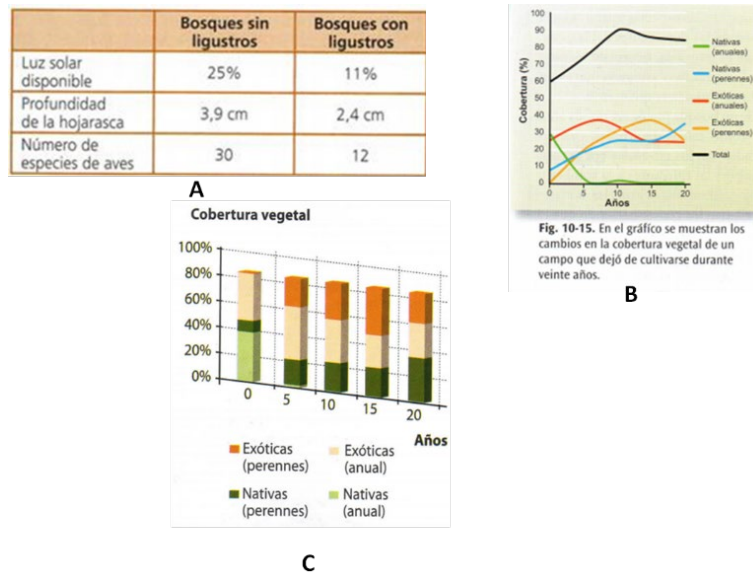 Bosques sin ligustros
Bosques con ligustros
Luz solar disponible
25%
11%
Profundidad de la hojarasca
3,9 cm
2,4 cm
Número de especies de aves
30
12
A
Cobertura (%)
100
90
80
70
60
50
40
30
20
10
0
0
5
10
15
20
Años
Nativas (anuales)
Nativas (perennes)
Exóticas (anuales)
Exóticas (perennes)
Total
Fig. 10-15. En el gráfico se muestran los
cambios en la cobertura vegetal de un
campo que dejó de cultivarse durante
veinte años.
B
Cobertura vegetal
100%
80%
60%
40%
20%
0%
0
5
10
15
20
Años
Exóticas (perennes)
Exóticas (anual)
Nativas (perennes)
Nativas (anual)
C